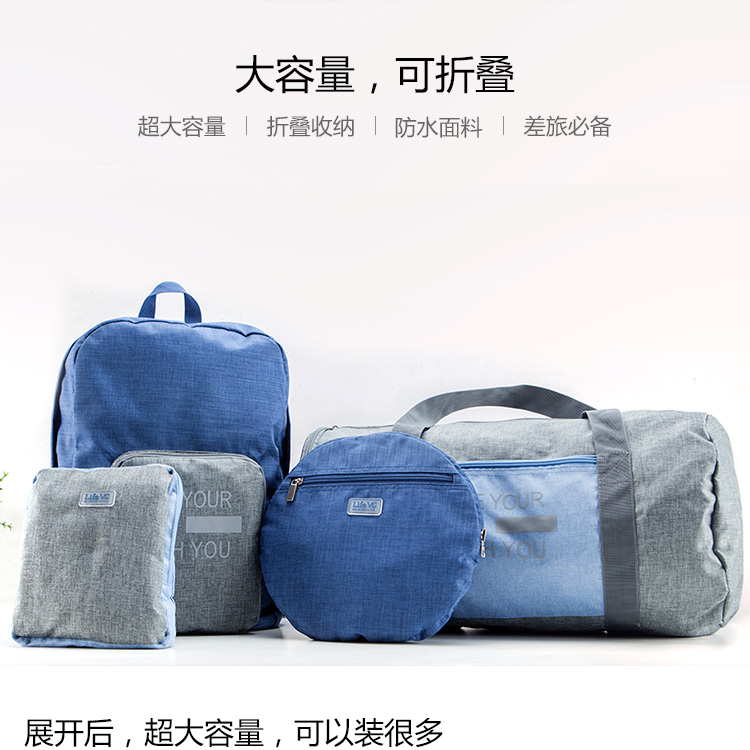 大容量，可折叠
超大容量 | 折叠收纳 | 防水面料 | 差旅必备
LifeVC
YOUR
H YOU
LifeVC
YOUR
H YOU
展开后，超大容量，可以装很多